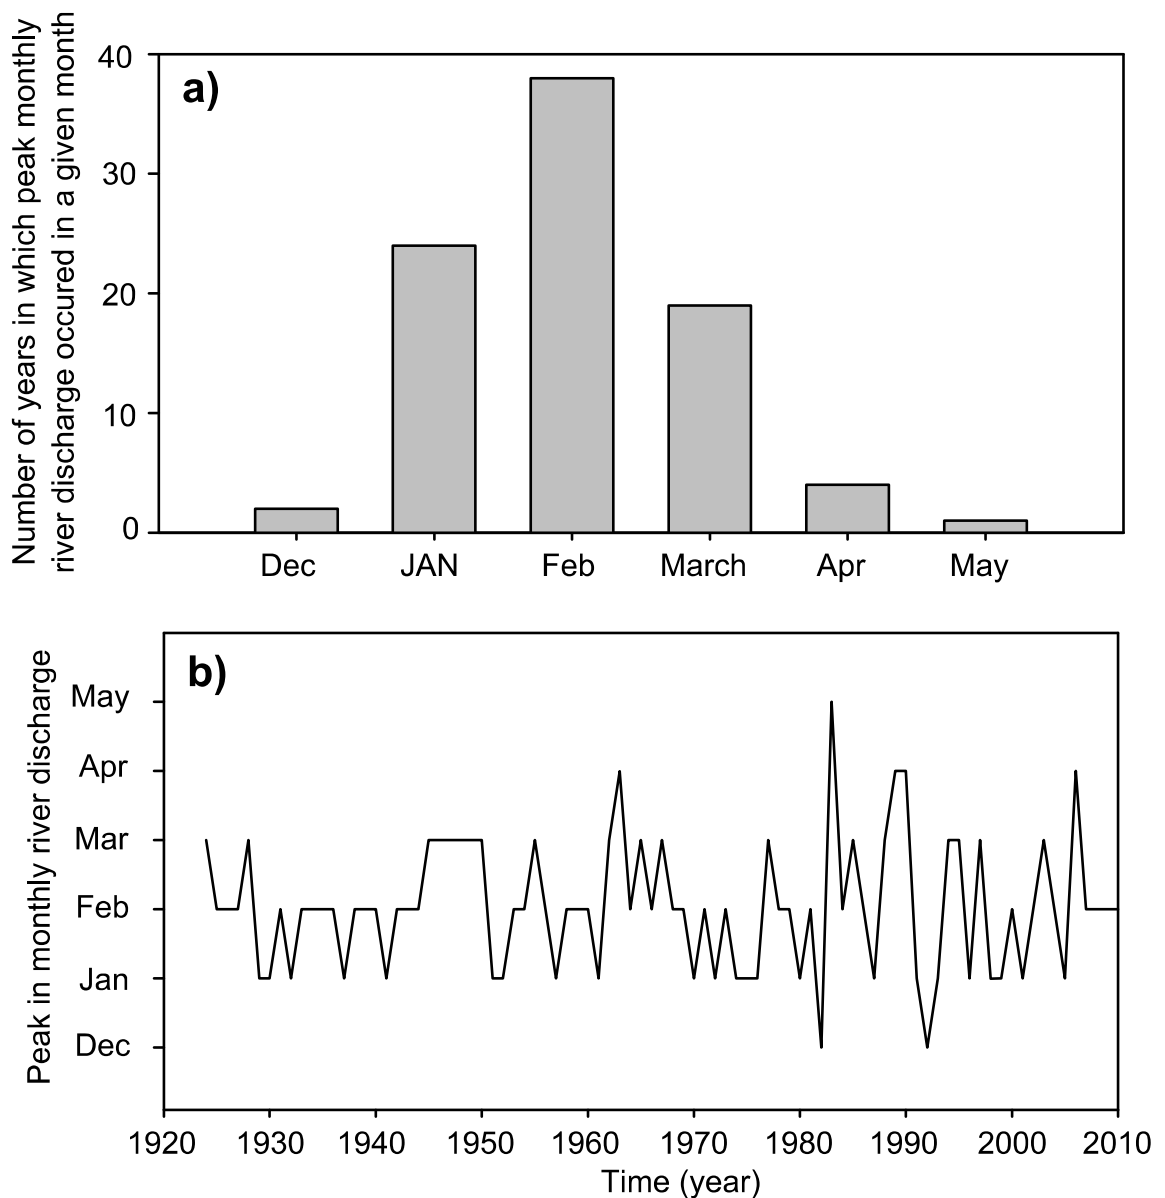 Number of years in which peak monthly
river discharge occured in a given month
a)
40
30
20
10
0
Dec JAN Feb March Apr May
Peak in monthly river discharge
b)
May
Apr
Mar
Feb
Jan
Dec
1920 1930 1940 1950 1960 1970 1980 1990 2000 2010
Time (year)